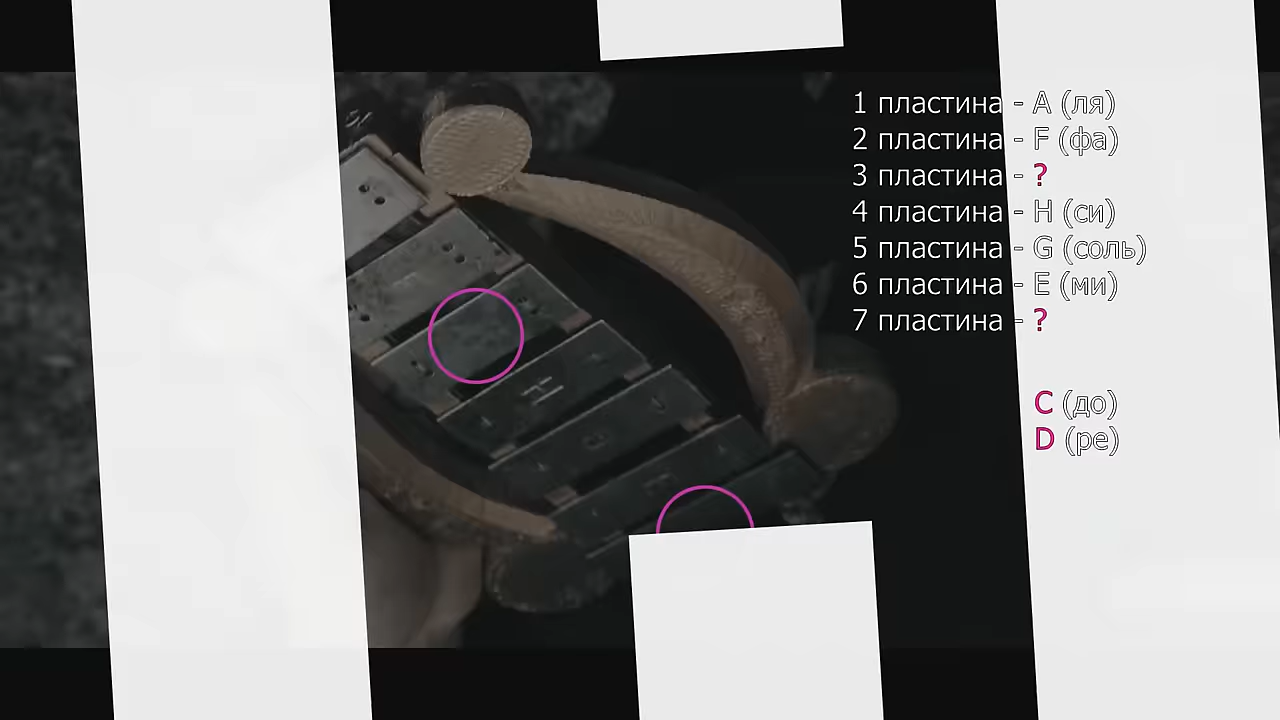 1 пластина - A (ля)
2 пластина - F (фа)
3 пластина - ?
4 пластина - H (си)
5 пластина - G (соль)
6 пластина - E (ми)
7 пластина - ?
C (до)
D (ре)
H
G
E